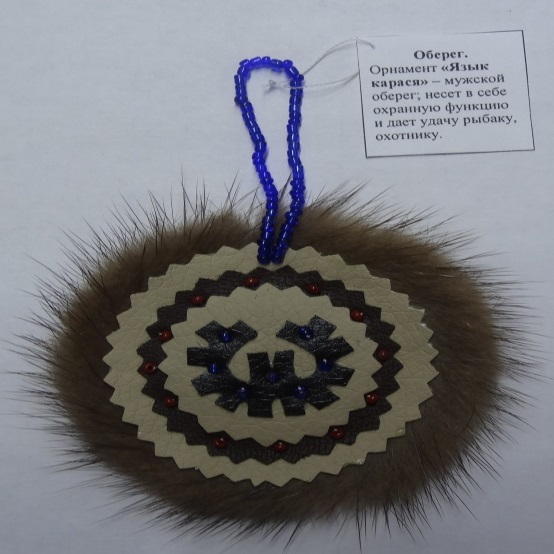 Оберег.
Орнамент «Язык
карася» – мужской
оберег; несет в себе
охранную функцию
и дает удачу рыбаку,
охотнику.